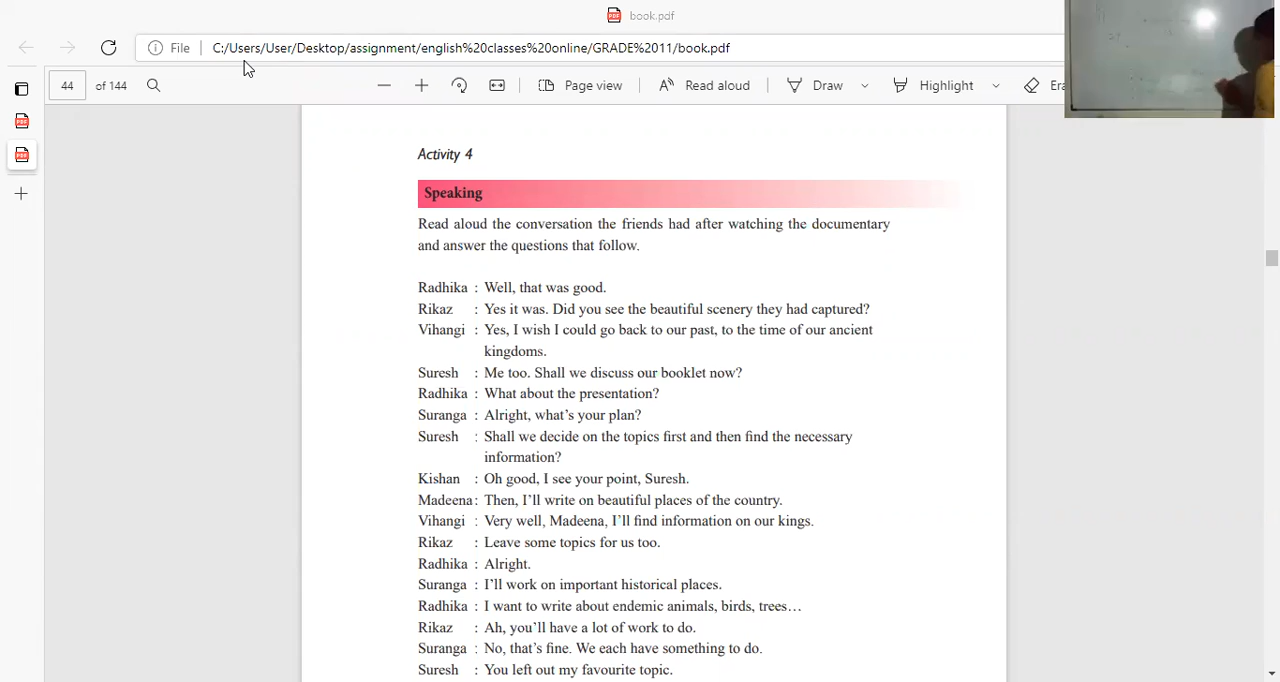 book.pdf
File
C:/Users/User/Desktop/assignment/english%20classes%20online/GRADE%2011/book.pdf
44 of 144
Page view
Read aloud
Draw
Highlight
Era
Activity 4
Speaking
Read aloud the conversation the friends had after watching the documentary
and answer the questions that follow.
Radhika : Well, that was good.
Rikaz : Yes it was. Did you see the beautiful scenery they had captured?
Vihangi : Yes, I wish I could go back to our past, to the time of our ancient
kingdoms.
Suresh : Me too. Shall we discuss our booklet now?
Radhika : What about the presentation?
Suranga : Alright, what's your plan?
Suresh : Shall we decide on the topics first and then find the necessary
information?
Kishan : Oh good, I see your point, Suresh.
Madeena : Then, I'll write on beautiful places of the country.
Vihangi : Very well, Madeena, I'll find information on our kings.
Rikaz : Leave some topics for us too.
Radhika : Alright.
Suranga : I'll work on important historical places.
Radhika : I want to write about endemic animals, birds, trees…
Rikaz : Ah, you'll have a lot of work to do.
Suranga : No, that's fine. We each have something to do.
Suresh : You left out my favourite topic.